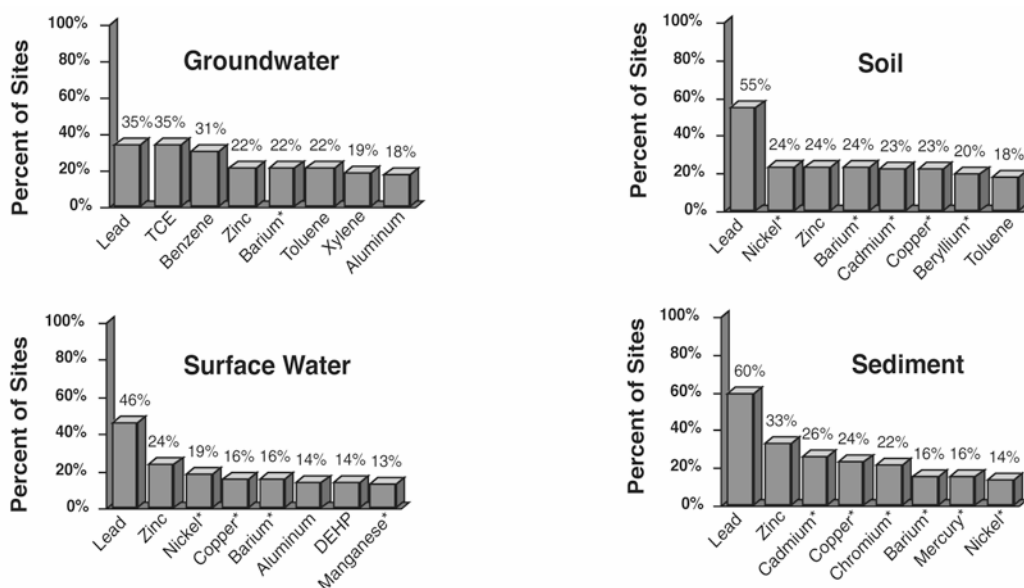 Groundwater
Percent of Sites
100%
80%
60%
40%
20%
0%
35% 35% 31% 22% 22% 22% 19% 18%
Lead TCE Benzene Zinc Barium* Toluene Xylene Aluminum
Soil
Percent of Sites
100%
80%
60%
40%
20%
0%
55% 24% 24% 24% 23% 23% 20% 18%
Lead Nickel* Zinc Barium* Cadmium* Copper* Beryllium* Toluene
Surface Water
Percent of Sites
100%
80%
60%
40%
20%
0%
46% 24% 19% 16% 16% 14% 14% 13%
Lead Zinc Nickel* Copper* Barium* Aluminum DEHP Manganese*
Sediment
Percent of Sites
100%
80%
60%
40%
20%
0%
60% 33% 26% 24% 22% 16% 16% 14%
Lead Zinc Cadmium* Copper* Chromium* Barium* Mercury* Nickel*